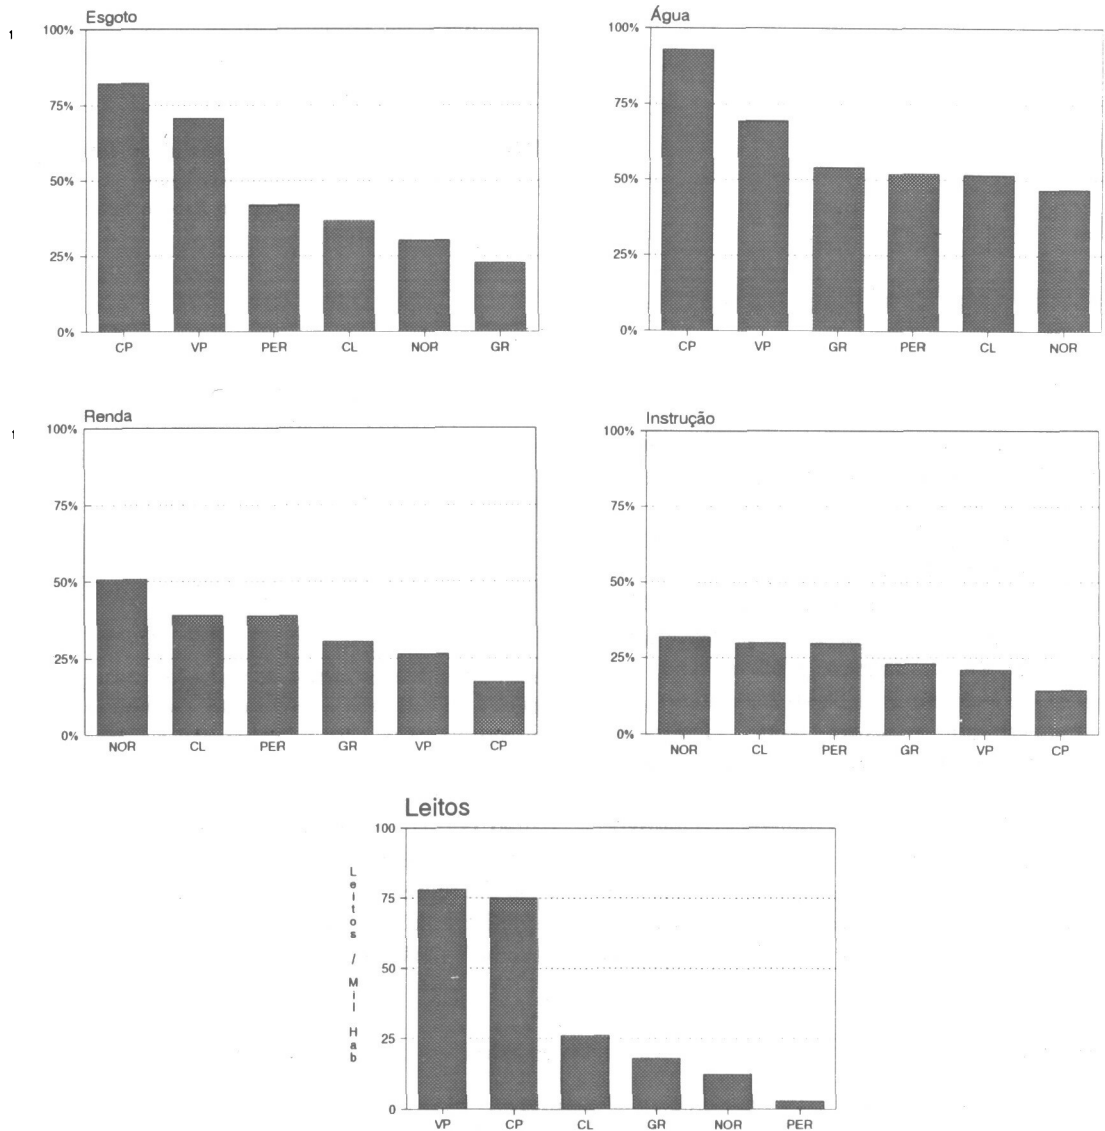 Esgoto
1
100%
75%
50%
25%
0%
CP VP PER CL NOR GR
Água
100%
75%
50%
25%
0%
CP VP GR PER CL NOR
Renda
1
100%
75%
50%
25%
0%
NOR CL PER GR VP CP
Instrução
100%
75%
50%
25%
0%
NOR CL PER GR VP CP
Leitos
Leitos / Mil Hab
100
75
50
25
0
VP CP CL GR NOR PER